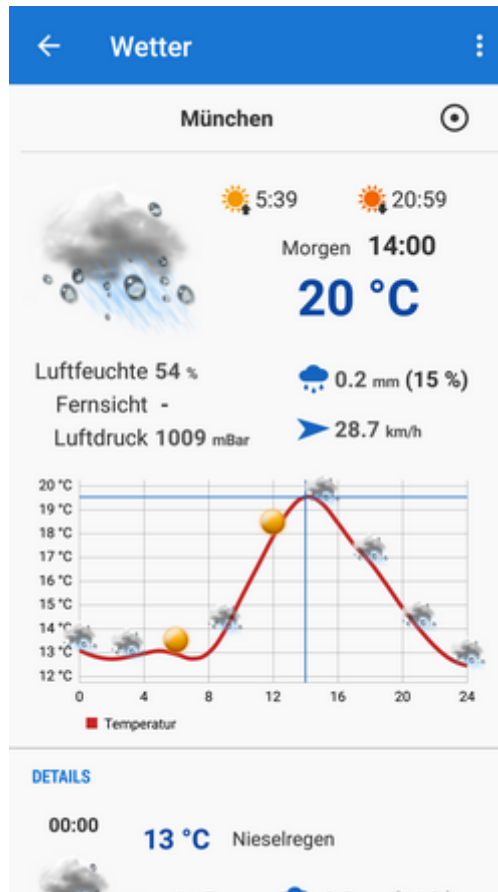 Wetter
München
5:39 20:59
Morgen 14:00
20 °C
Luftfeuchte 54 %
0.2 mm (15 %)
Fernsicht -
Luftdruck 1009 mBar
28.7 km/h
20 °C
19 °C
18 °C
17 °C
16 °C
15 °C
14 °C
13 °C
12 °C
0 4 8 12 16 20 24
Temperatur
DETAILS
00:00
13 °C Nieselregen